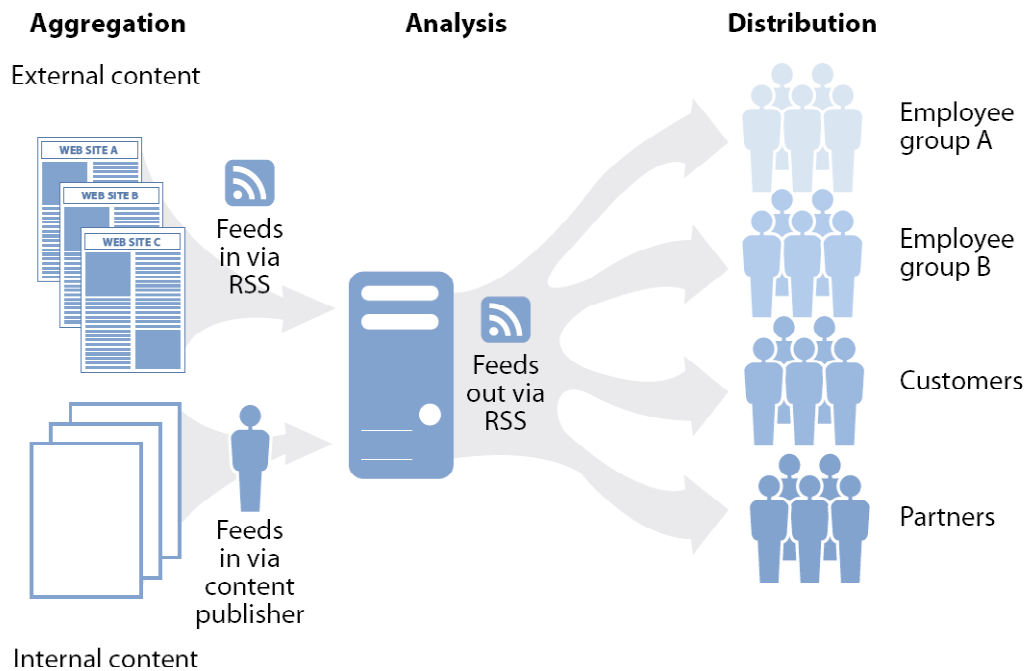 Aggregation
Analysis
Distribution
External content
WEB SITE A
WEB SITE B
WEB SITE C
Feeds
in via
RSS
Feeds
in via
content
publisher
Internal content
Feeds
out via
RSS
Employee
group A
Employee
group B
Customers
Partners